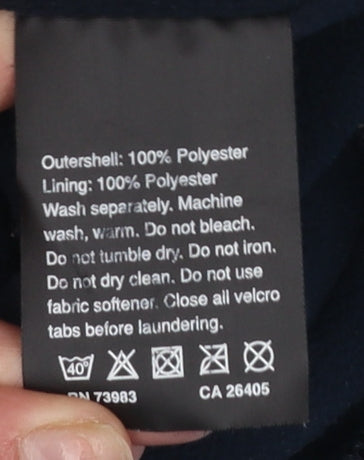 Outershell: 100% Polyester
Lining: 100% Polyester
Wash separately. Machine
wash, warm. Do not bleach.
Do not tumble dry. Do not iron.
Do not dry clean. Do not use
fabric softener. Close all velcro
tabs before laundering.
40°
RN 73983 CA 26405